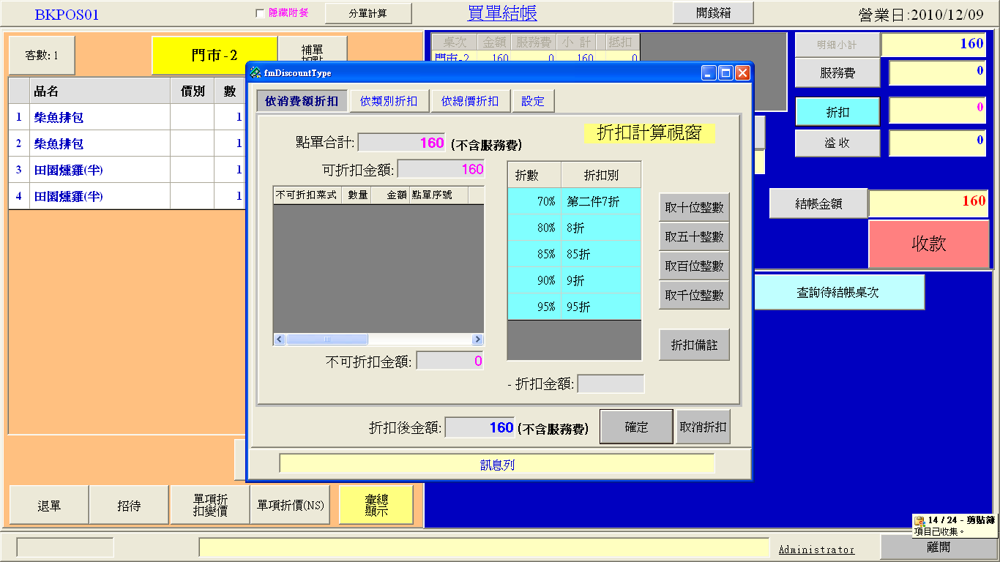 BKPOS01
隱藏附餐
分單計算
買單結帳
開錢箱
營業日:2010/12/09
客數: 1
門市-2
補單
桌次 金額 服務費 小 計 抵扣
門市-2 160 0 160 0
明細小計 160
服務費 0
折扣 0
溢收 0
結帳金額 160
收款
查詢待結帳桌次
品名 價別 數
1 柴魚排包 1
2 柴魚排包 1
3 田園燻雞(半) 1
4 田園燻雞(半) 1
fmDiscountType
依消費額折扣 依類別折扣 依總價折扣 設定
折扣計算視窗
點單合計: 160 (不含服務費)
可折扣金額: 160
不可折扣菜式 數量 金額 點單序號
不可折扣金額: 0
折數 折扣別
70% 第二件7折
80% 8折
85% 85折
90% 9折
95% 95折
- 折扣金額:
取十位整數
取五十整數
取百位整數
取千位整數
折扣備註
折扣後金額: 160 (不含服務費)
確定
取消折扣
訊息列
退單
招待
單項折
扣變價
單項折價(NS)
彙總
顯示
14 / 24 - 剪貼簿
項目已收集。
Administrator
離開